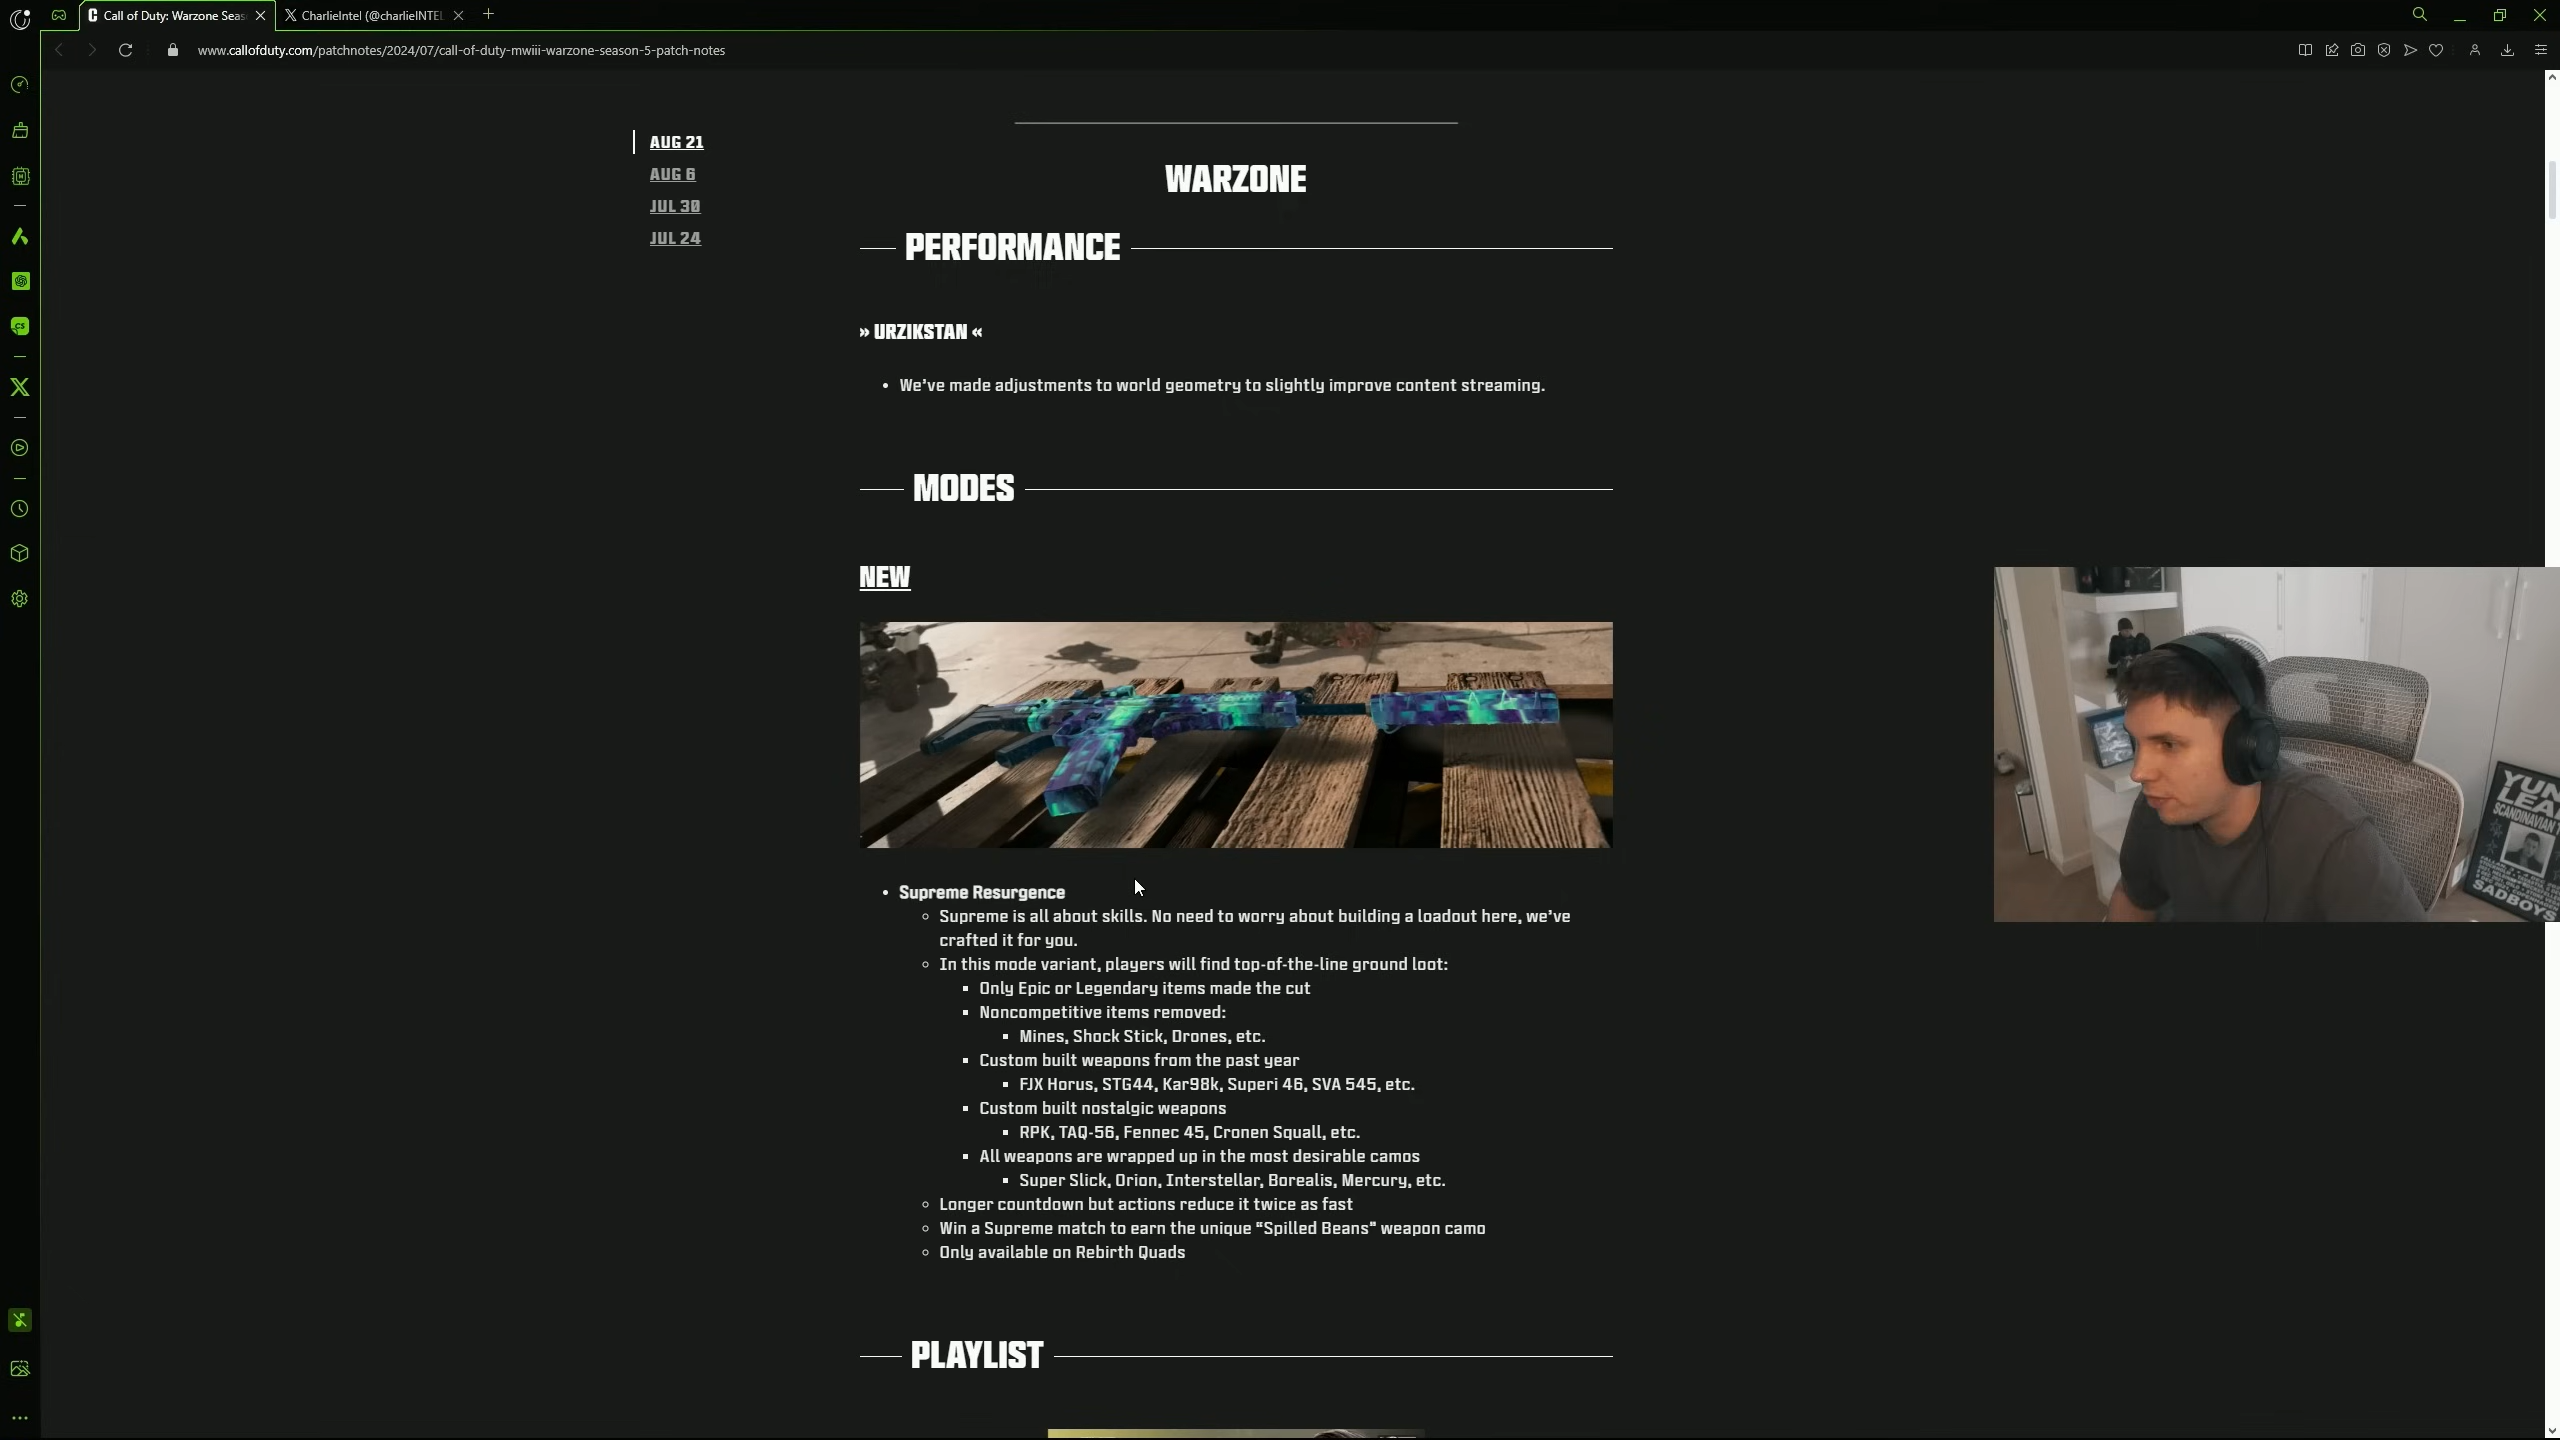 Call of Duty: Warzone Seas
CharlieIntel (@charlieINTEL
www.callofduty.com/patchnotes/2024/07/call-of-duty-mwiii-warzone-season-5-patch-notes
AUG 21
AUG 6
JUL 30
JUL 24
WARZONE
PERFORMANCE
» URZIKSTAN «
• We've made adjustments to world geometry to slightly improve content streaming.
MODES
NEW
• Supreme Resurgence
Supreme is all about skills. No need to worry about building a loadout here, we've
crafted it for you.
In this mode variant, players will find top-of-the-line ground loot:
Only Epic or Legendary items made the cut
Noncompetitive items removed:
Mines, Shock Stick, Drones, etc.
Custom built weapons from the past year
FJX Horus, STG44, Kar98k, Superi 46, SVA 545, etc.
Custom built nostalgic weapons
RPK, TAQ-56, Fennec 45, Cronen Squall, etc.
All weapons are wrapped up in the most desirable camos
Super Slick, Orion, Interstellar, Borealis, Mercury, etc.
Longer countdown but actions reduce it twice as fast
Win a Supreme match to earn the unique “Spilled Beans” weapon camo
Only available on Rebirth Quads
PLAYLIST
YUN
LEA
SCANDINAVIAN T
SADBOYS